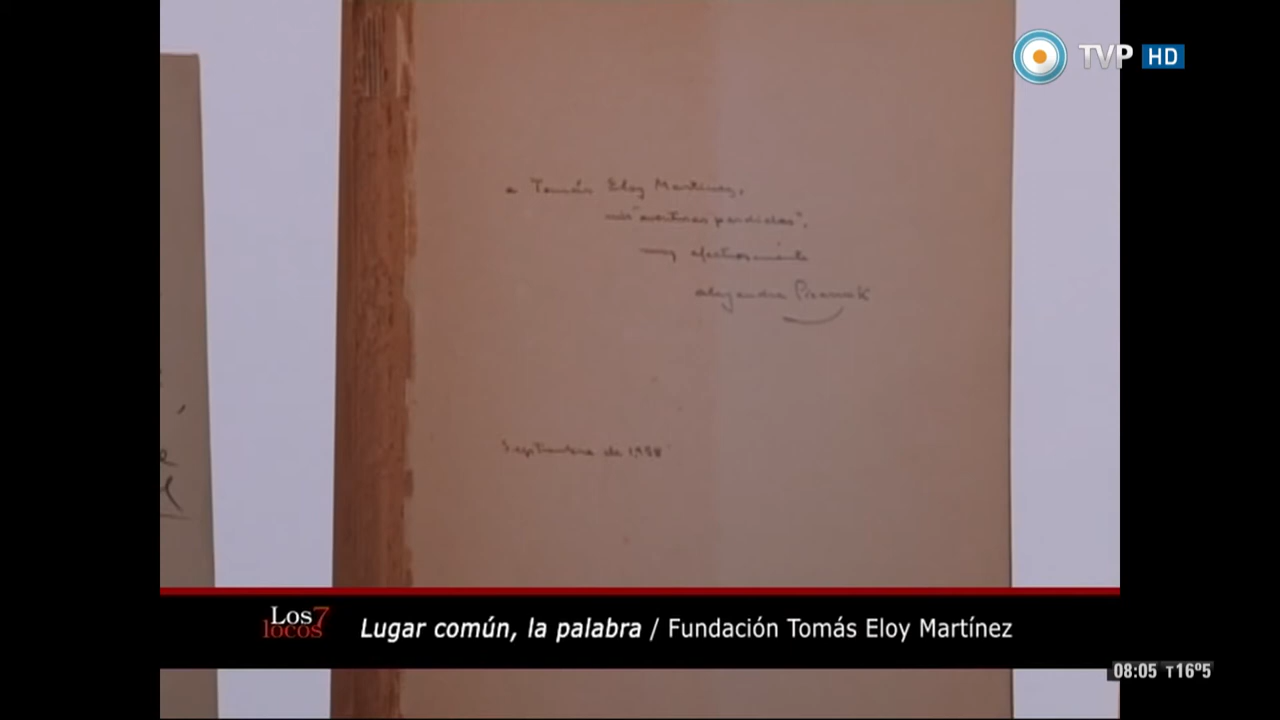 TVP HD
a Tomás Eloy Martínez,
mis "aventuras perdidas",
muy afectuosamente
Alejandra Pizarnik
Septiembre de 1958
Los 7 locos
Lugar común, la palabra / Fundación Tomás Eloy Martínez
08:05 T16º5